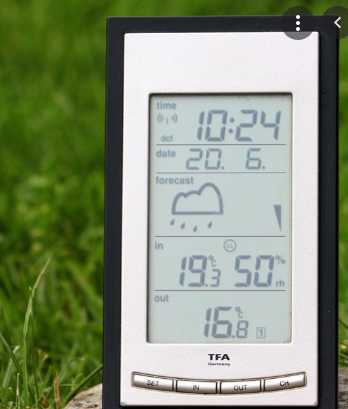 time
10:24
dcf
date
20. 6.
forecast
in
19.3 °C 50 % rh
out
16.8 °C 1
TFA
Germany
SET IN OUT CH